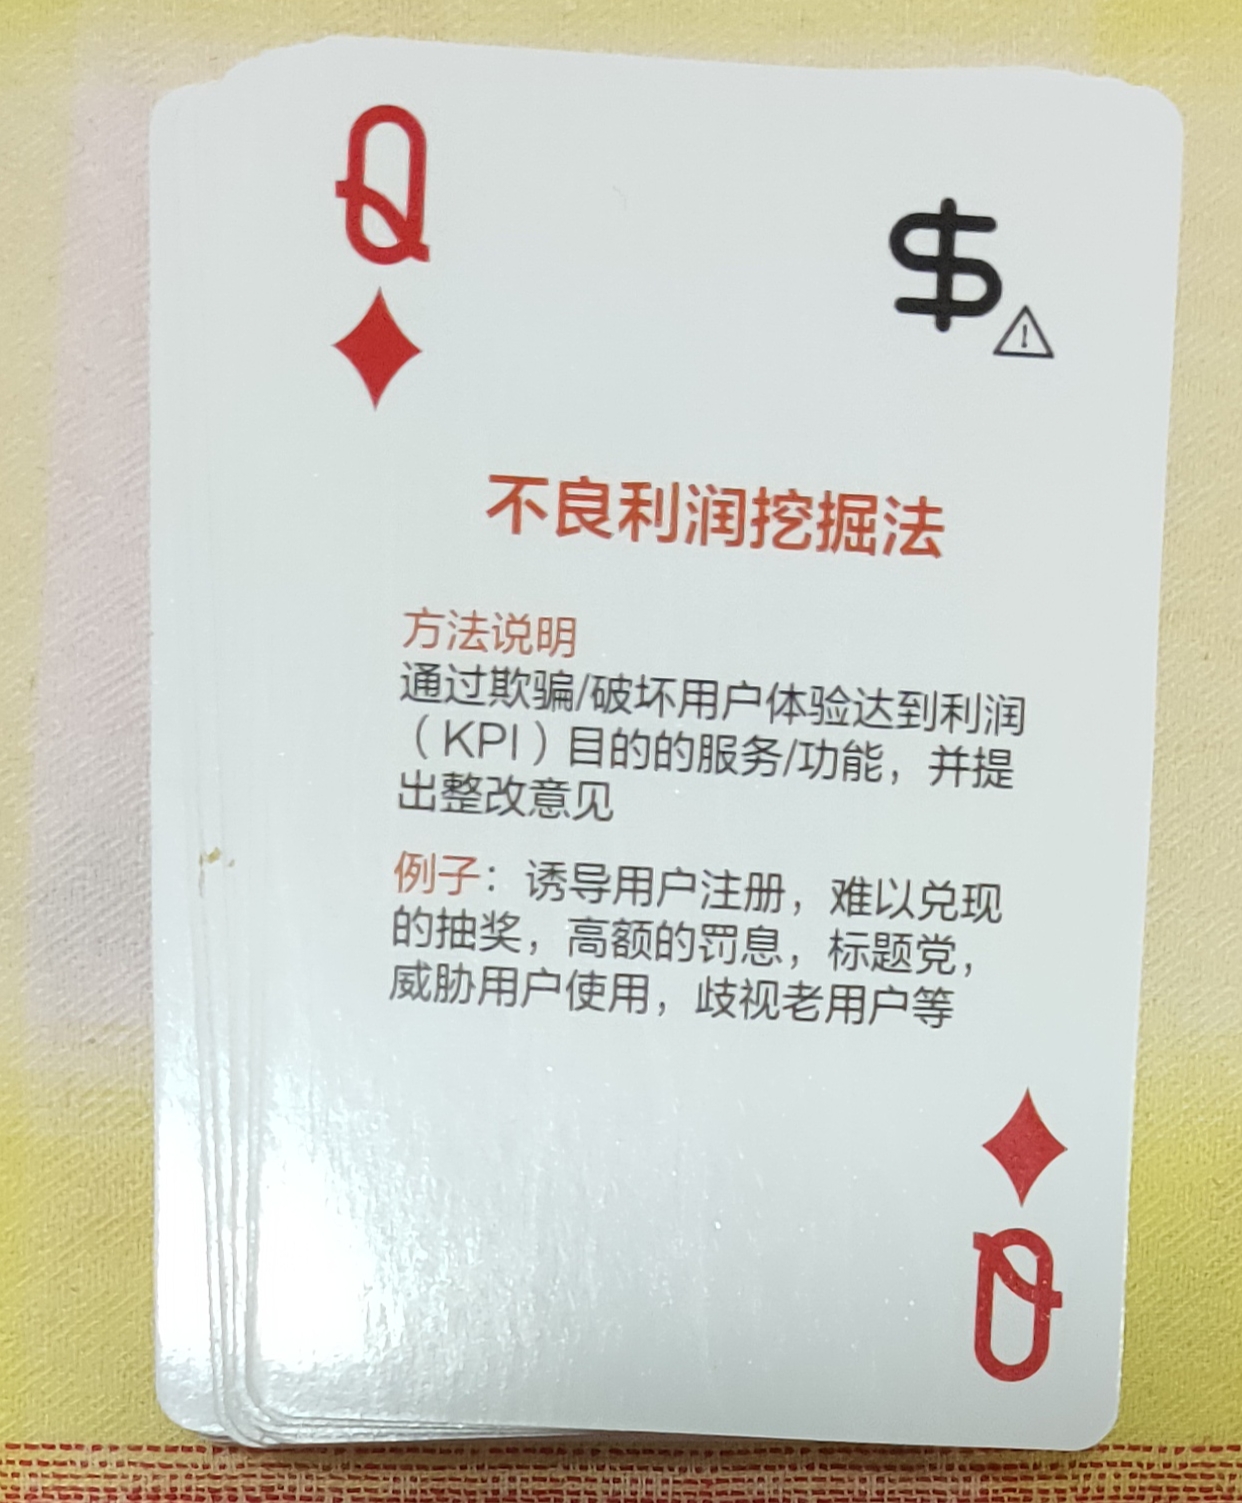 Q
$
!
不良利润挖掘法
方法说明
通过欺骗/破坏用户体验达到利润
（KPI）目的的服务/功能，并提
出整改意见
例子：诱导用户注册，难以兑现
的抽奖，高额的罚息，标题党，
威胁用户使用，歧视老用户等
Q